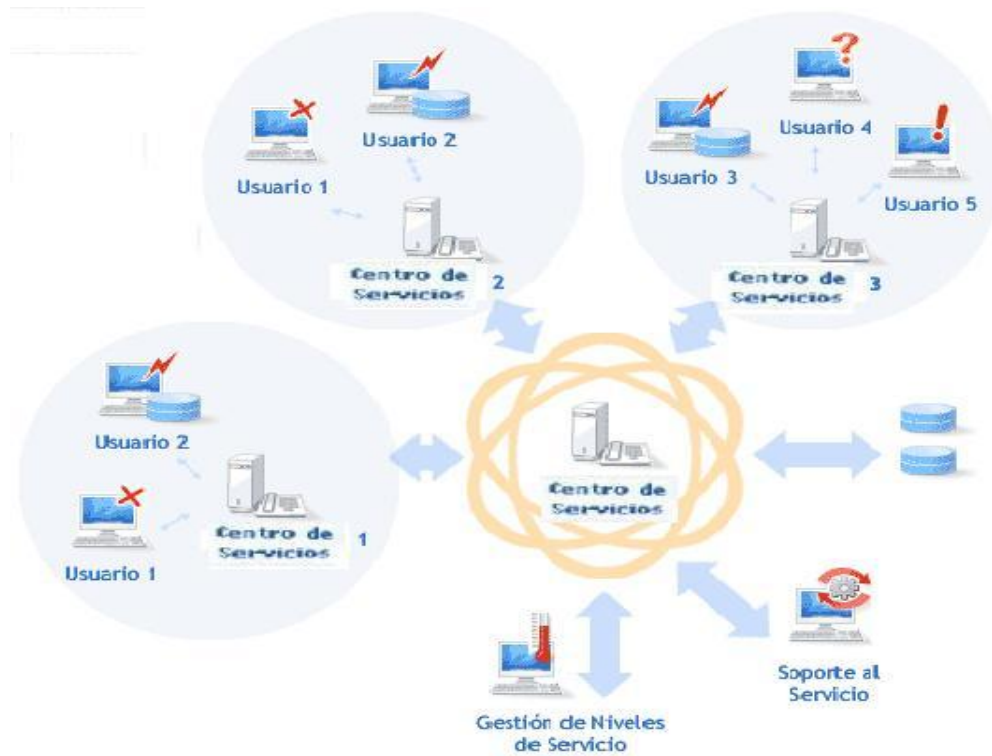 Usuario 2
Usuario 1
Centro de
Servicios 2
Usuario 4
Usuario 3
Usuario 5
Centro de
Servicios 3
Usuario 2
Usuario 1
Centro de
Servicios 1
Centro de
Servicios
Soporte al
Servicio
Gestión de Niveles
de Servicio